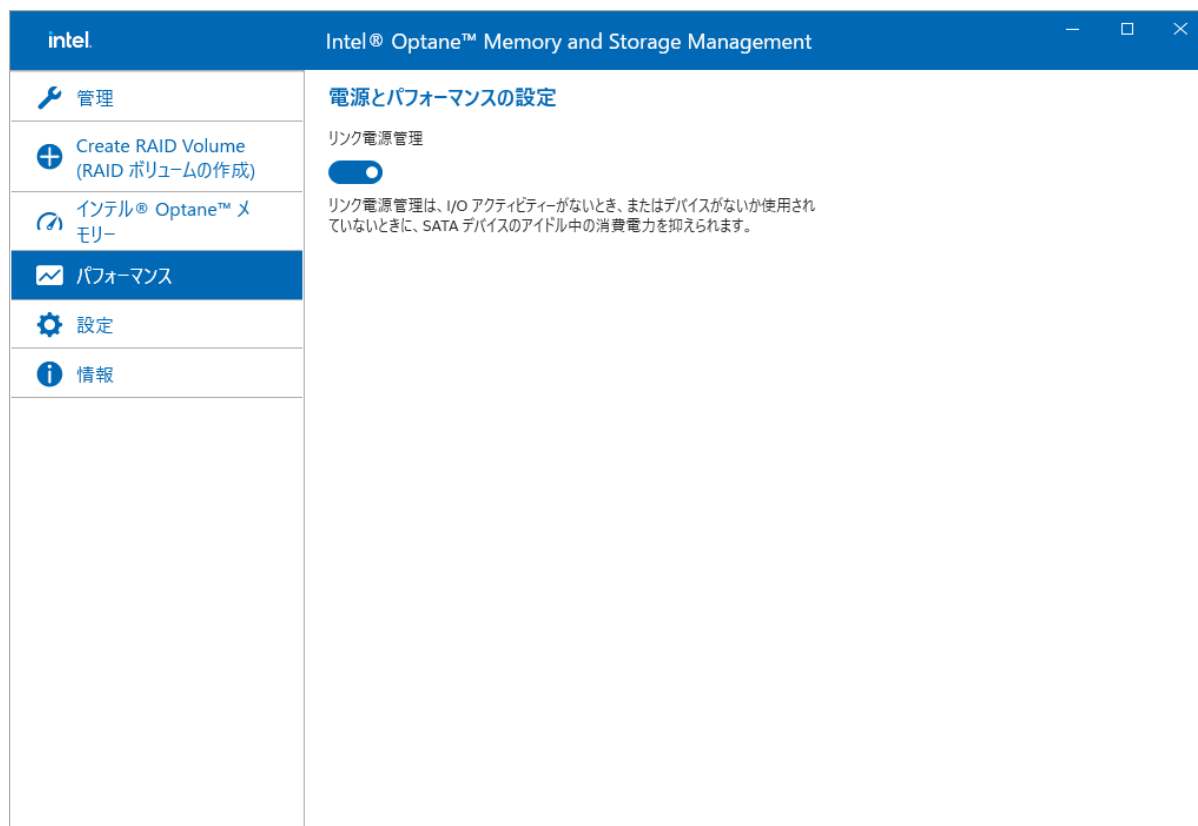 intel.
Intel® Optane™ Memory and Storage Management
管理
Create RAID Volume
(RAID ボリュームの作成)
インテル® Optane™ メ
モリー
パフォーマンス
設定
情報
電源とパフォーマンスの設定
リンク電源管理
リンク電源管理は、I/O アクティビティーがないとき、またはデバイスがないか使用され
ていないときに、SATA デバイスのアイドル中の消費電力を抑えられます。